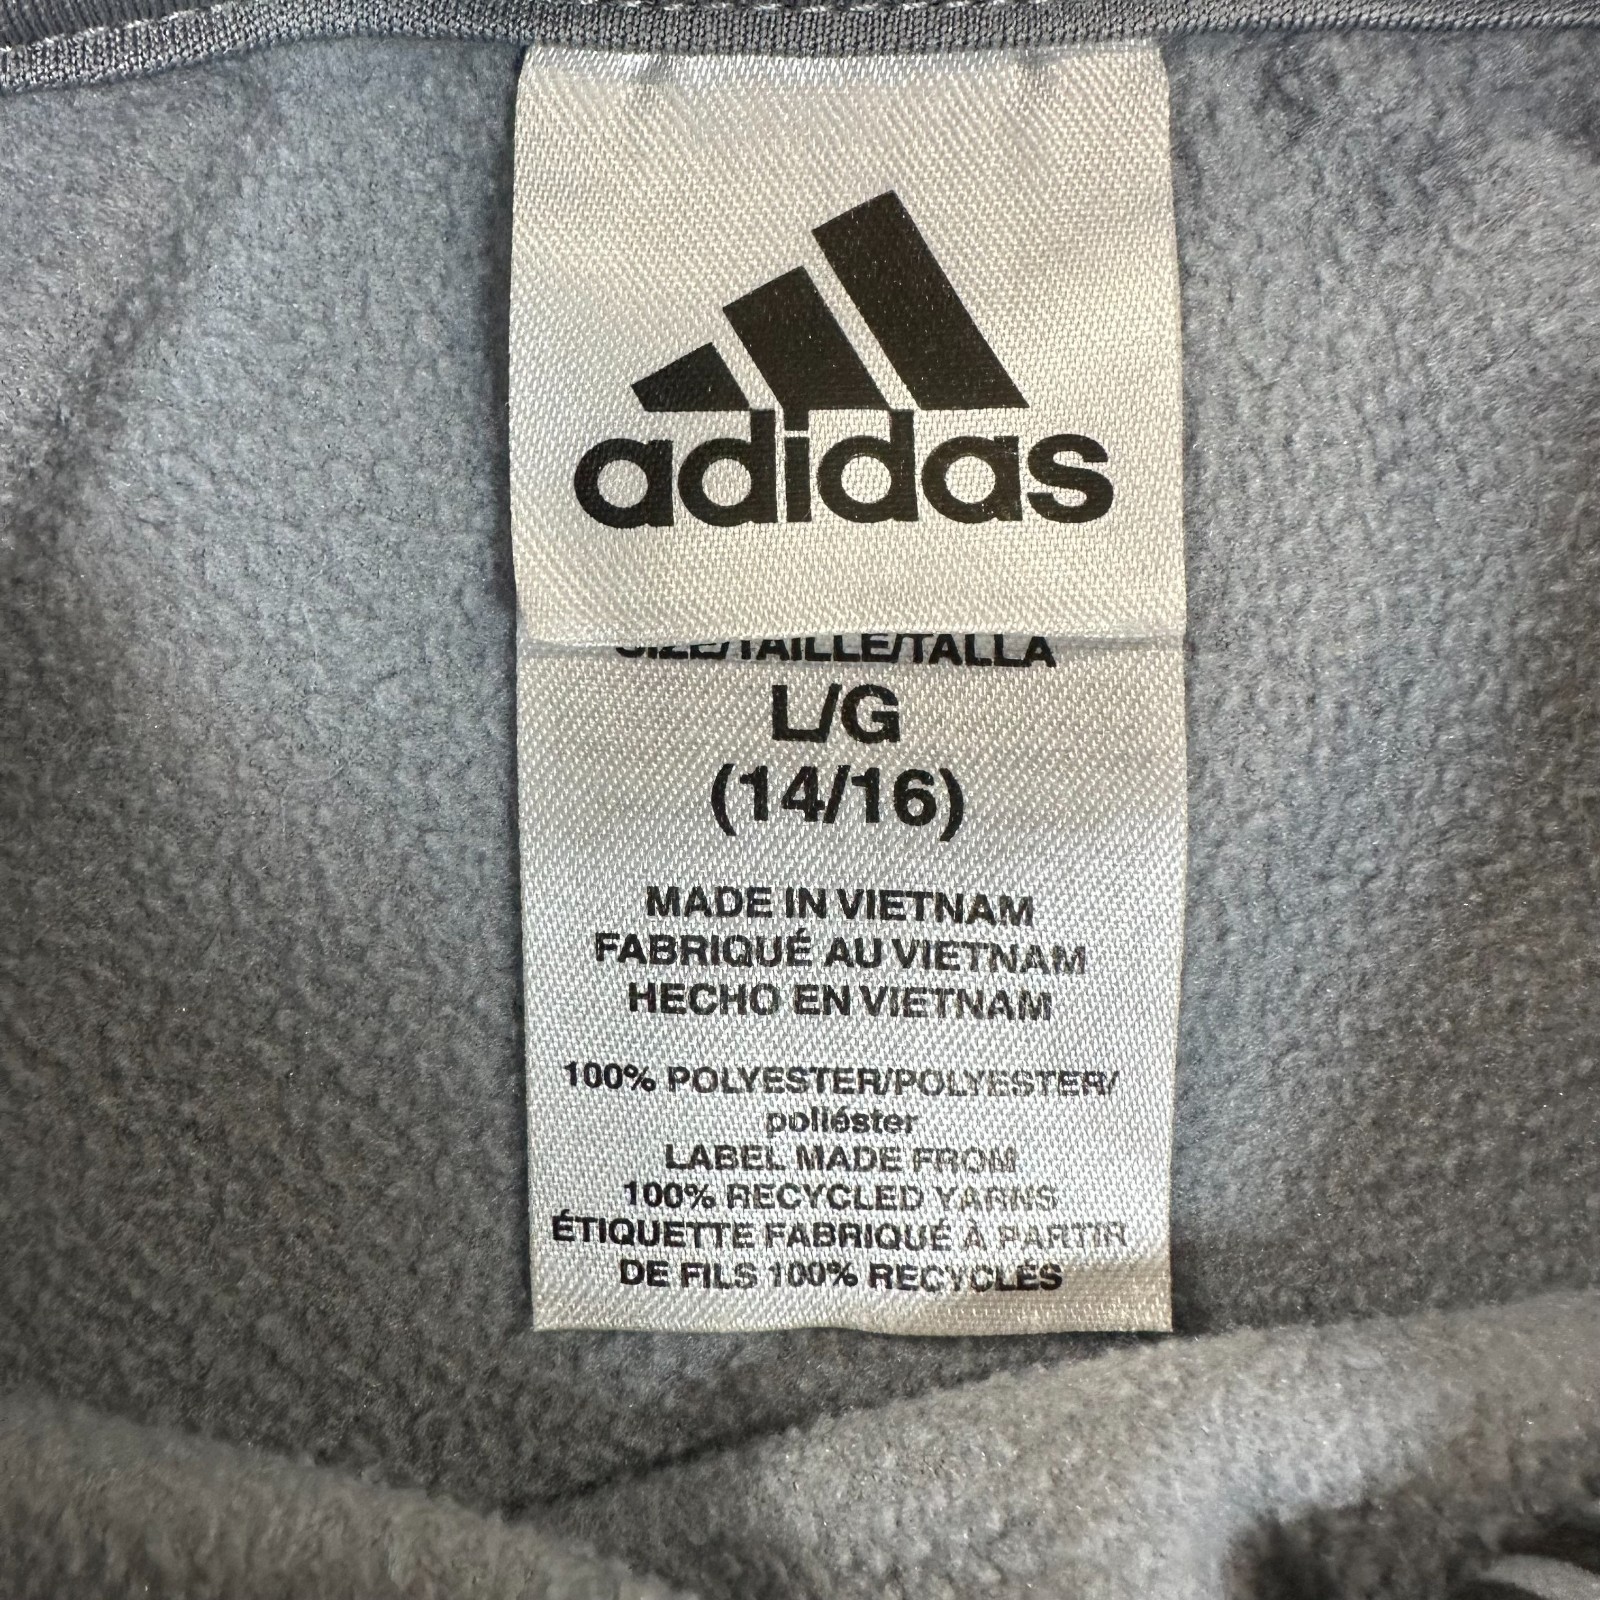 adidas
SIZE/TAILLE/TALLA
L/G
(14/16)
MADE IN VIETNAM
FABRIQUÉ AU VIETNAM
HECHO EN VIETNAM
100% POLYESTER/POLYESTER/
poliéster
LABEL MADE FROM
100% RECYCLED YARNS
ÉTIQUETTE FABRIQUÉ À PARTIR
DE FILS 100% RECYCLÉS